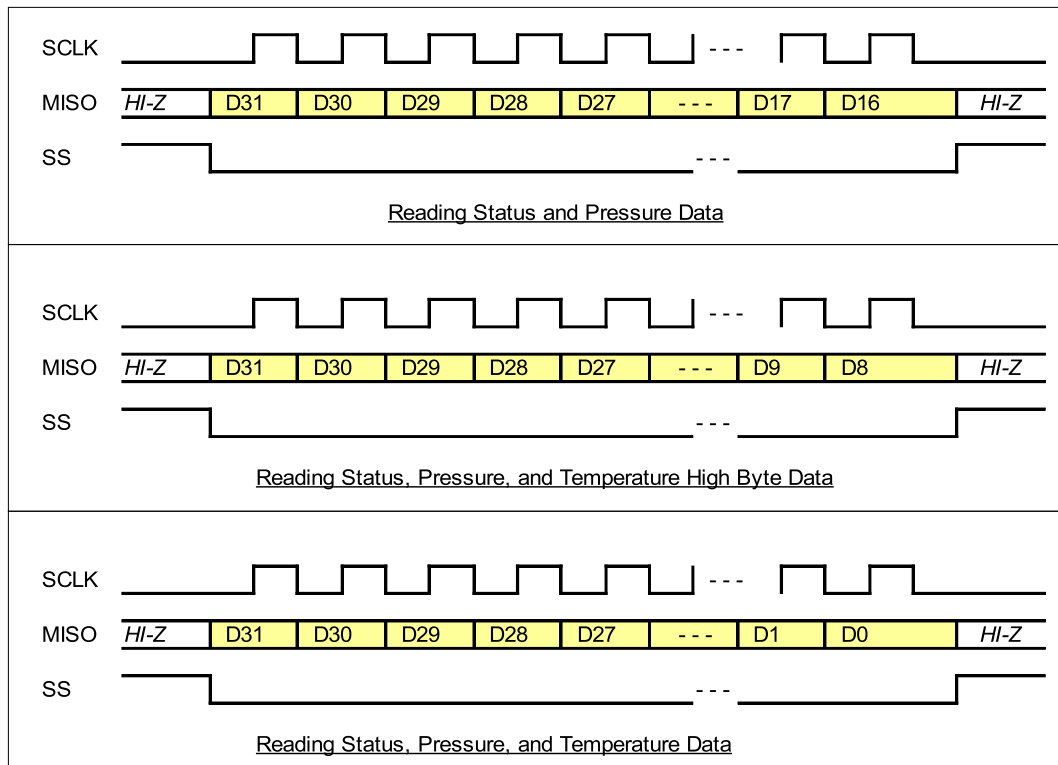 SCLK - - -
MISO HI-Z D31 D30 D29 D28 D27 - - - D17 D16 HI-Z
SS - - -
Reading Status and Pressure Data
SCLK - - -
MISO HI-Z D31 D30 D29 D28 D27 - - - D9 D8 HI-Z
SS - - -
Reading Status, Pressure, and Temperature High Byte Data
SCLK - - -
MISO HI-Z D31 D30 D29 D28 D27 - - - D1 D0 HI-Z
SS - - -
Reading Status, Pressure, and Temperature Data